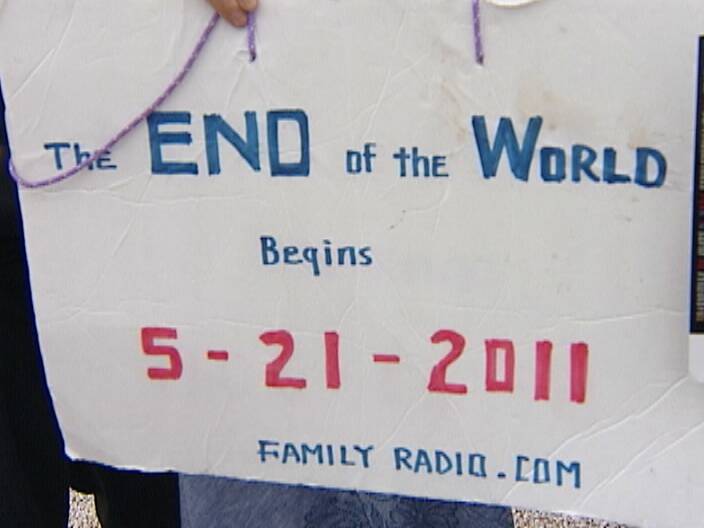 The END of the WORLD
Begins
5-21-2011
FAMILY RADIO.COM